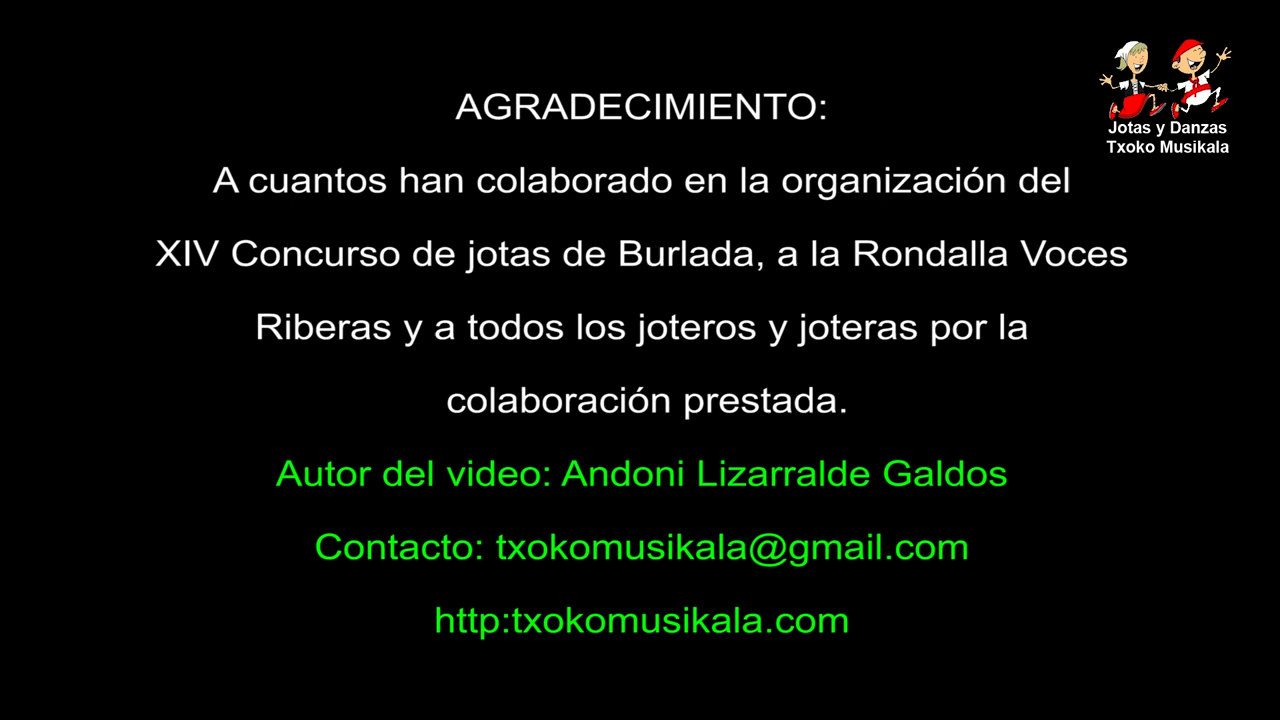 AGRADECIMIENTO:
A cuantos han colaborado en la organización del
XIV Concurso de jotas de Burlada, a la Rondalla Voces
Riberas y a todos los joteros y joteras por la
colaboración prestada.
Autor del video: Andoni Lizarralde Galdos
Contacto: txokomusikala@gmail.com
http:txokomusikala.com
Jotas y Danzas
Txoko Musikala